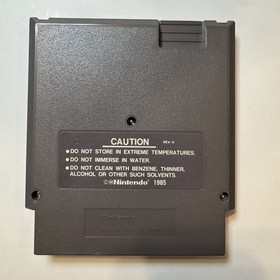 CAUTION REV-A
● DO NOT STORE IN EXTREME TEMPERATURES.
● DO NOT IMMERSE IN WATER.
● DO NOT CLEAN WITH BENZENE, THINNER,
ALCOHOL OR OTHER SUCH SOLVENTS.
©®Nintendo® 1985